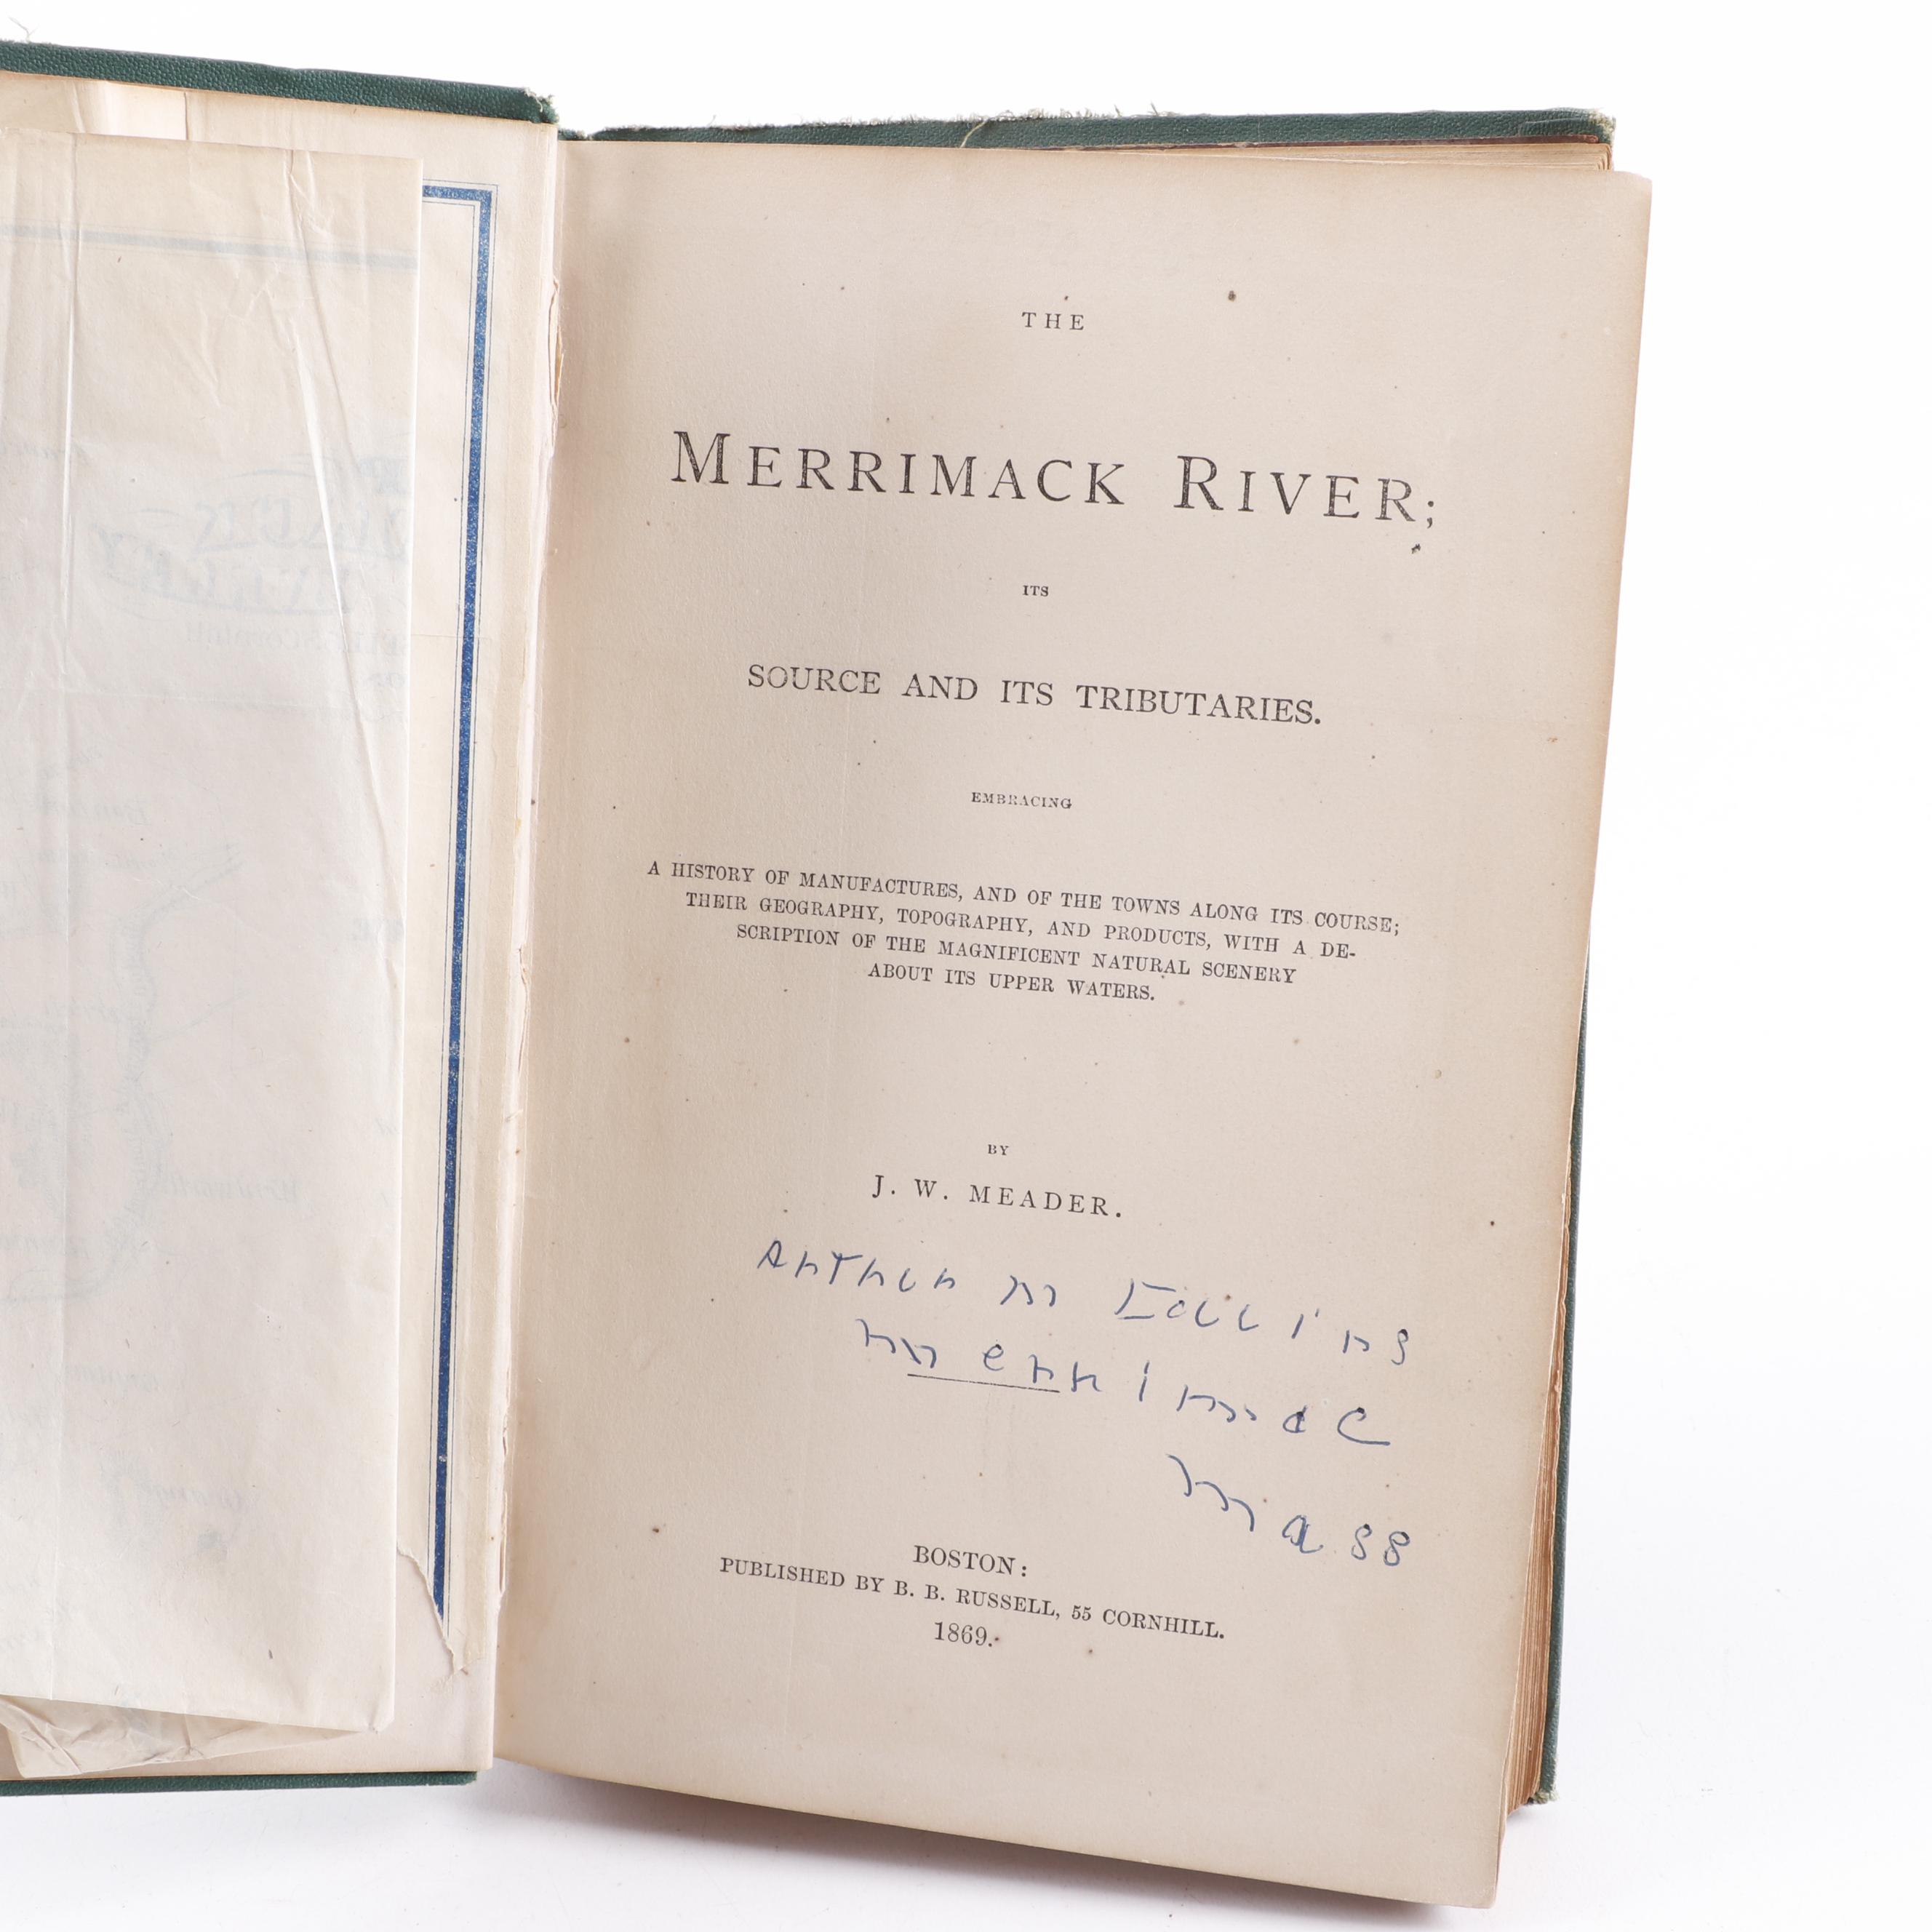 THE
MERRIMACK RIVER;
ITS
SOURCE AND ITS TRIBUTARIES.
EMBRACING
A HISTORY OF MANUFACTURES, AND OF THE TOWNS ALONG ITS COURSE;
THEIR GEOGRAPHY, TOPOGRAPHY, AND PRODUCTS, WITH A DE-
SCRIPTION OF THE MAGNIFICENT NATURAL SCENERY
ABOUT ITS UPPER WATERS.
BY
J. W. MEADER.
Arthur M
merrimac
mass
BOSTON:
PUBLISHED BY B. B. RUSSELL, 55 CORNHILL.
1869.